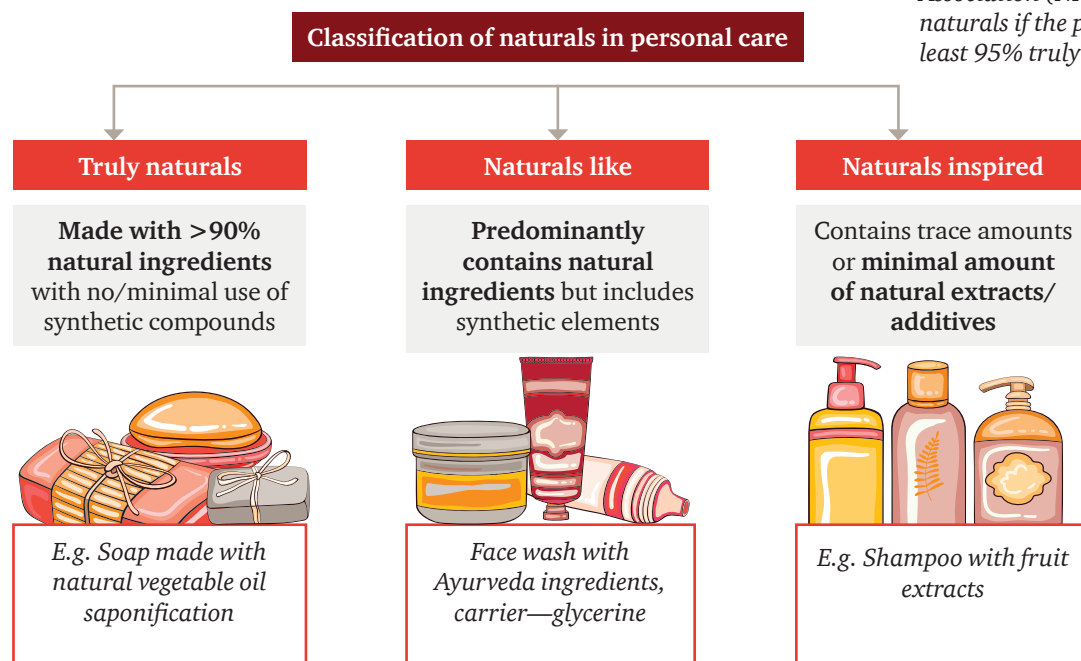 naturals if the p
least 95% truly
Classification of naturals in personal care
Truly naturals
Made with >90%
natural ingredients
with no/minimal use of
synthetic compounds
E.g. Soap made with
natural vegetable oil
saponification
Naturals like
Predominantly
contains natural
ingredients but includes
synthetic elements
Face wash with
Ayurveda ingredients,
carrier—glycerine
Naturals inspired
Contains trace amounts
or minimal amount
of natural extracts/
additives
E.g. Shampoo with fruit
extracts